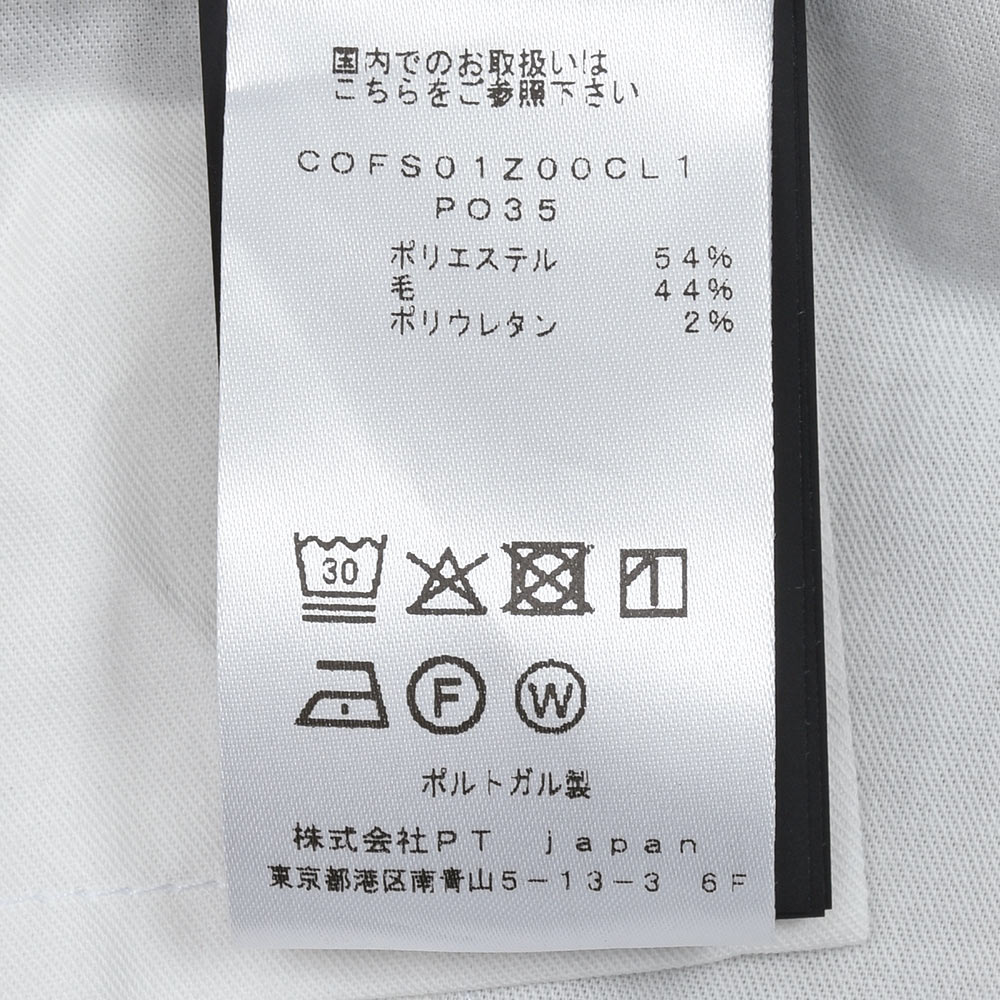 国内でのお取扱いは
こちらをご参照下さい
COFS01Z00CL1
PO35
ポリエステル 54%
毛 44%
ポリウレタン 2%
30
F W
ポルトガル製
株式会社PT japan
東京都港区南青山5-13-3 6F